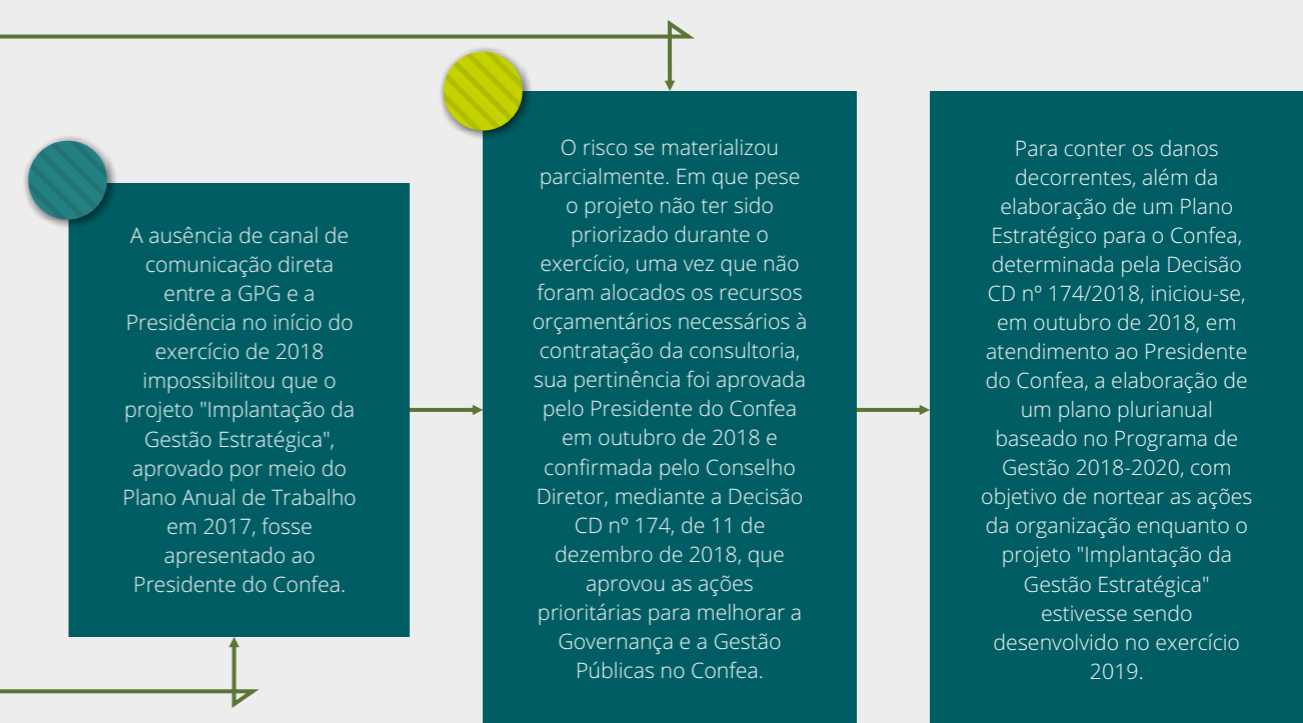 A ausência de canal de
comunicação direta
entre a GPG e a
Presidência no início do
exercício de 2018
impossibilitou que o
projeto "Implantação da
Gestão Estratégica",
aprovado por meio do
Plano Anual de Trabalho
em 2017, fosse
apresentado ao
Presidente do Confea.
O risco se materializou
parcialmente. Em que pese
o projeto não ter sido
priorizado durante o
exercício, uma vez que não
foram alocados os recursos
orçamentários necessários à
contratação da consultoria,
sua pertinência foi aprovada
pelo Presidente do Confea
em outubro de 2018 e
confirmada pelo Conselho
Diretor, mediante a Decisão
CD nº 174, de 11 de
dezembro de 2018, que
aprovou as ações
prioritárias para melhorar a
Governança e a Gestão
Públicas no Confea.
Para conter os danos
decorrentes, além da
elaboração de um Plano
Estratégico para o Confea,
determinada pela Decisão
CD nº 174/2018, iniciou-se,
em outubro de 2018, em
atendimento ao Presidente
do Confea, a elaboração de
um plano plurianual
baseado no Programa de
Gestão 2018-2020, com
objetivo de nortear as ações
da organização enquanto o
projeto "Implantação da
Gestão Estratégica"
estivesse sendo
desenvolvido no exercício
2019.